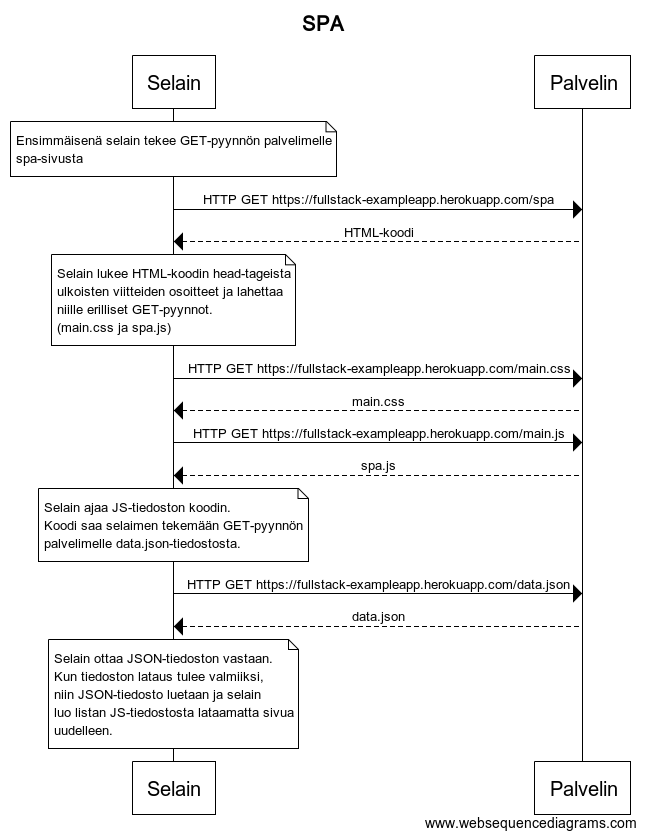 SPA
Selain
Palvelin
Ensimmäisenä selain tekee GET-pyynnön palvelimelle
spa-sivusta
HTTP GET https://fullstack-exampleapp.herokuapp.com/spa
HTML-koodi
Selain lukee HTML-koodin head-tageista
ulkoisten viitteiden osoitteet ja lahettaa
niille erilliset GET-pyynnot.
(main.css ja spa.js)
HTTP GET https://fullstack-exampleapp.herokuapp.com/main.css
main.css
HTTP GET https://fullstack-exampleapp.herokuapp.com/main.js
spa.js
Selain ajaa JS-tiedoston koodin.
Koodi saa selaimen tekemään GET-pyynnön
palvelimelle data.json-tiedostosta.
HTTP GET https://fullstack-exampleapp.herokuapp.com/data.json
data.json
Selain ottaa JSON-tiedoston vastaan.
Kun tiedoston lataus tulee valmiiksi,
niin JSON-tiedosto luetaan ja selain
luo listan JS-tiedostosta lataamatta sivua
uudelleen.
Selain
Palvelin
www.websequencediagrams.com